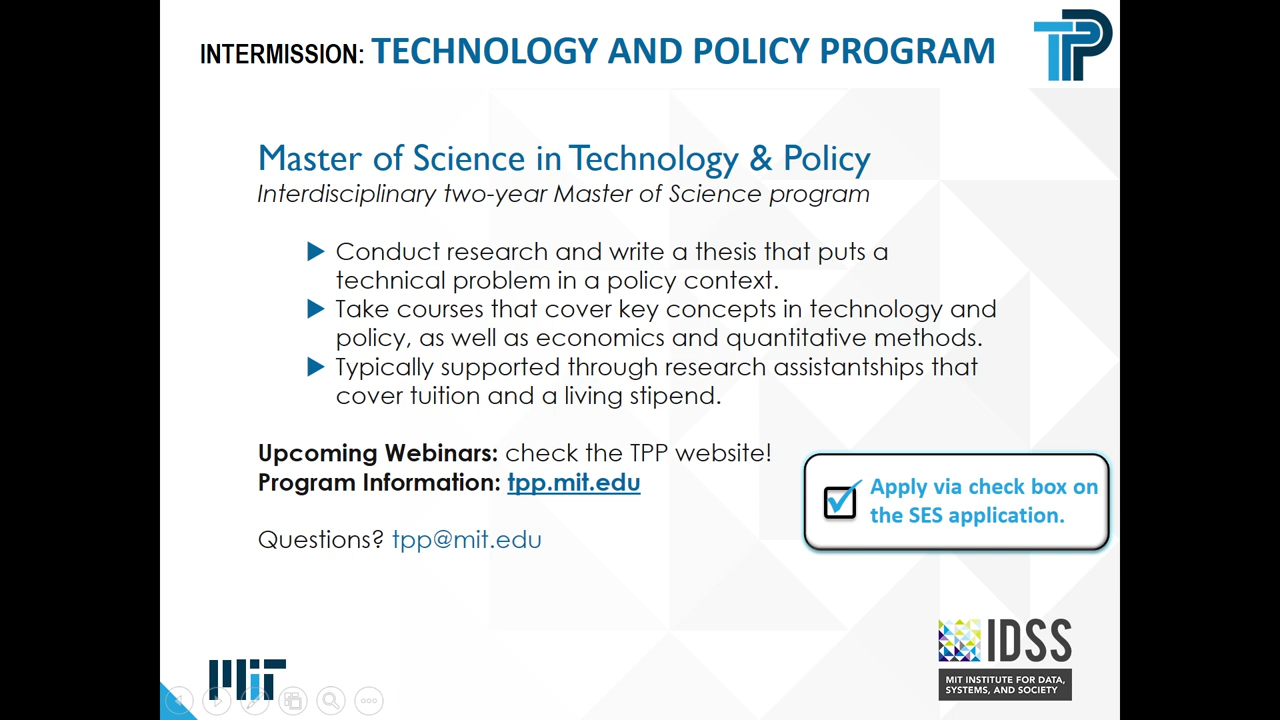 INTERMISSION: TECHNOLOGY AND POLICY PROGRAM
TPP
Master of Science in Technology & Policy
Interdisciplinary two-year Master of Science program
Conduct research and write a thesis that puts a
technical problem in a policy context.
Take courses that cover key concepts in technology and
policy, as well as economics and quantitative methods.
Typically supported through research assistantships that
cover tuition and a living stipend.
Upcoming Webinars: check the TPP website!
Program Information: tpp.mit.edu
Apply via check box on
the SES application.
Questions? tpp@mit.edu
IDSS
MIT INSTITUTE FOR DATA,
SYSTEMS, AND SOCIETY
MIT